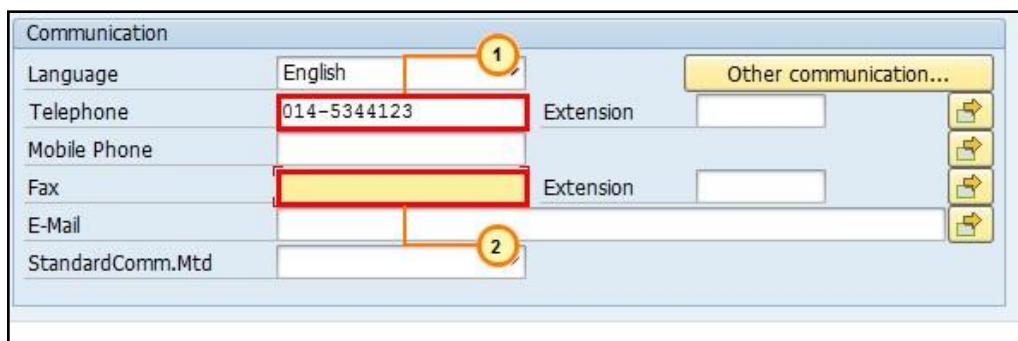 Communication
1
Language English Other communication...
Telephone 014-5344123 Extension
Mobile Phone
Fax Extension
E-Mail
2
StandardComm.Mtd